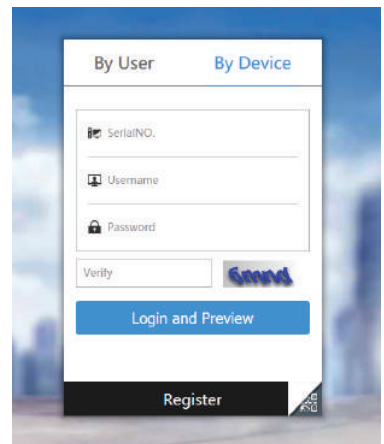 By User By Device
SerialNO.
Username
Password
Verify
Login and Preview
Register